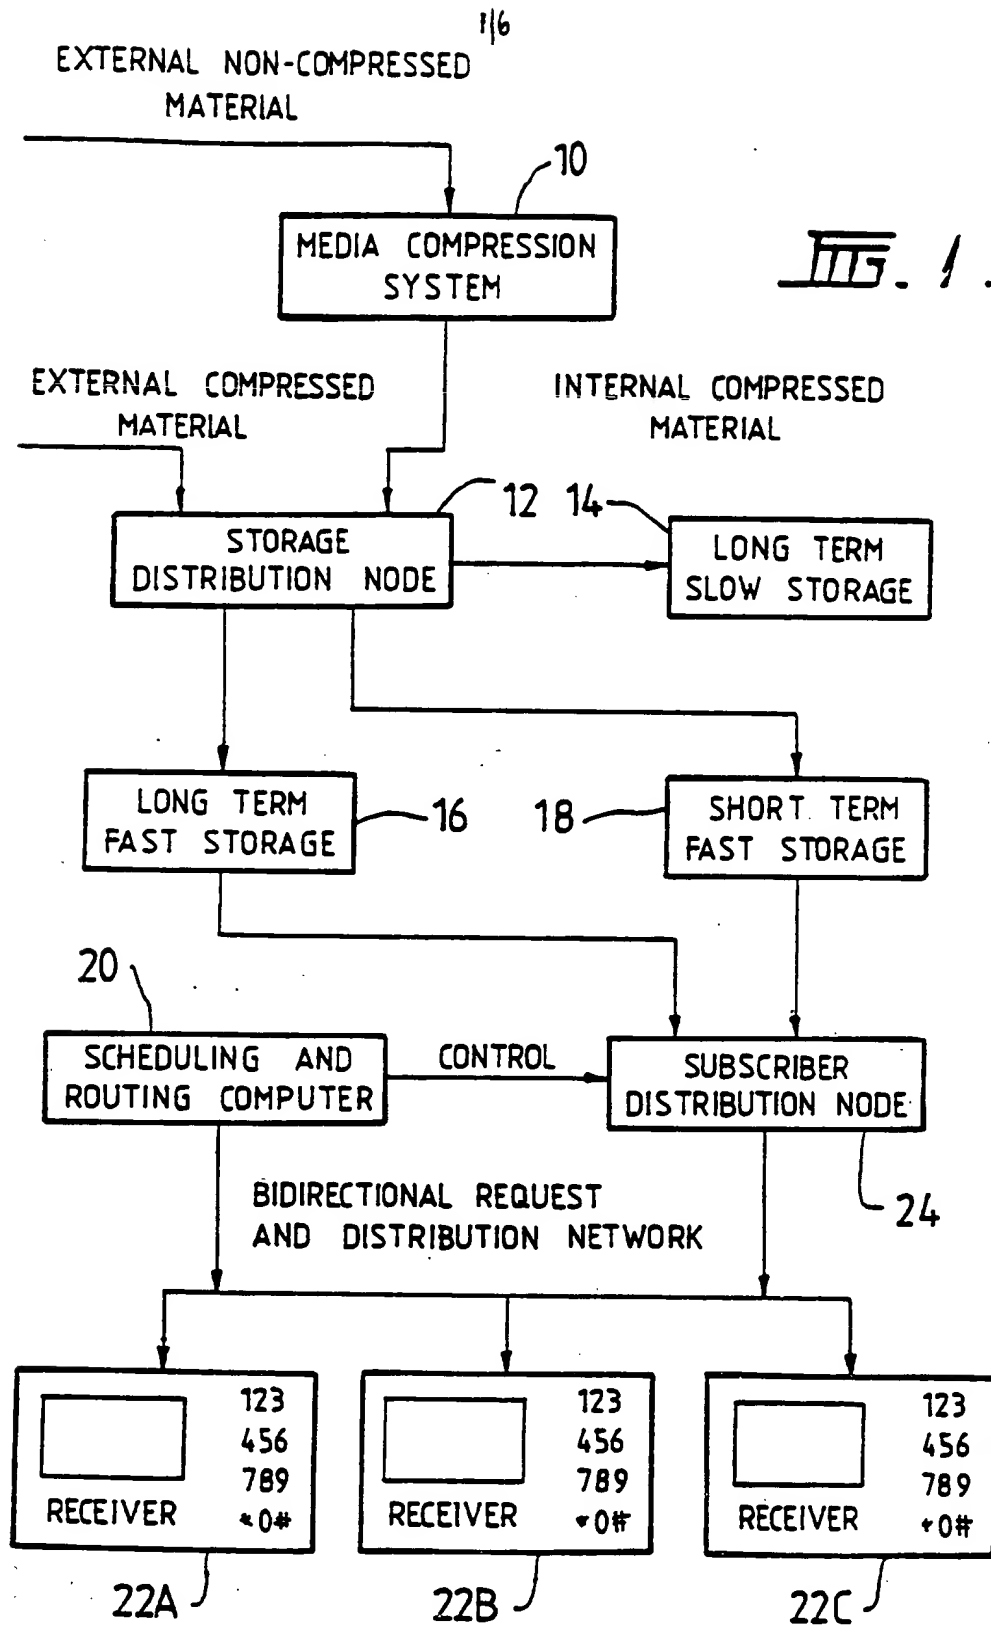 1/6
EXTERNAL NON-COMPRESSED
MATERIAL
10
MEDIA COMPRESSION
SYSTEM
FIG. 1.
EXTERNAL COMPRESSED
MATERIAL
INTERNAL COMPRESSED
MATERIAL
12
14
STORAGE
DISTRIBUTION NODE
LONG TERM
SLOW STORAGE
LONG TERM
FAST STORAGE
16
18
SHORT TERM
FAST STORAGE
20
SCHEDULING AND
ROUTING COMPUTER
CONTROL
SUBSCRIBER
DISTRIBUTION NODE
24
BIDIRECTIONAL REQUEST
AND DISTRIBUTION NETWORK
123
456
789
*0#
RECEIVER
22A
123
456
789
*0#
RECEIVER
22B
123
456
789
*0#
RECEIVER
22C